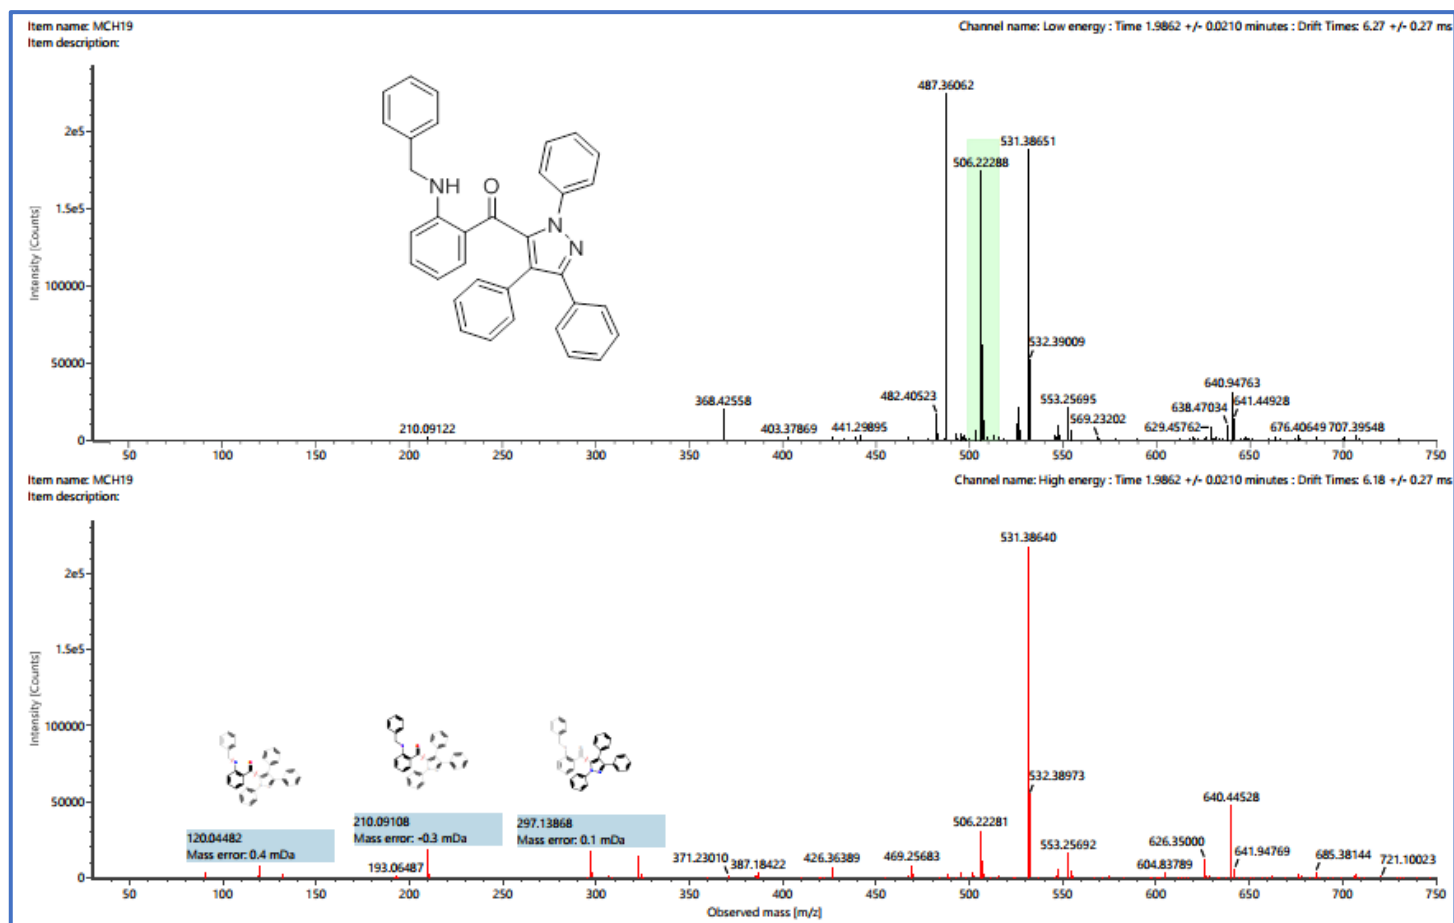 Item name: MCH19
Channel name: Low energy : Time 1.9862 +/- 0.0210 minutes : Drift Times: 6.27 +/- 0.27 ms
Item description:
487.36062
2e5
531.38651
506.22288
NH
O
N
N
1.5e5
Intensity [Counts]
100000
50000
532.39009
482.40523
640.94763
368.42558
553.25695
638.47034
641.44928
569.23202
210.09122
403.37869
441.29895
629.45762
676.40649
707.39548
0
50 100 150 200 250 300 350 400 450 500 550 600 650 700 750
Item name: MCH19
Channel name: High energy : Time 1.9862 +/- 0.0210 minutes : Drift Times: 6.18 +/- 0.27 ms
Item description:
531.38640
2e5
1.5e5
Intensity [Counts]
100000
50000
532.38973
640.44528
120.04482
Mass error: 0.4 mDa
210.09108
Mass error: -0.3 mDa
297.13868
Mass error: 0.1 mDa
506.22281
553.25692
626.35000
193.06487
371.23010
387.18422
426.36389
469.25683
604.83789
641.94769
685.38144
721.10023
0
50 100 150 200 250 300 350 400 450 500 550 600 650 700 750
Observed mass [m/z]